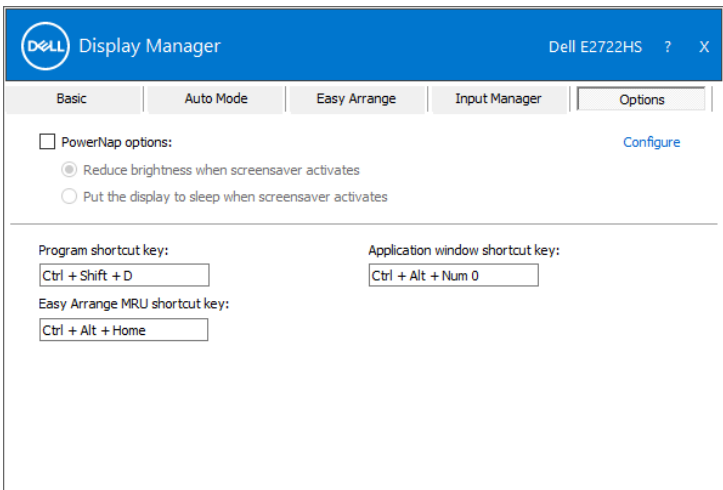 DELL Display Manager Dell E2722HS ? X
Basic Auto Mode Easy Arrange Input Manager Options
PowerNap options: Configure
Reduce brightness when screensaver activates
Put the display to sleep when screensaver activates
Program shortcut key: Application window shortcut key:
Ctrl + Shift + D Ctrl + Alt + Num 0
Easy Arrange MRU shortcut key:
Ctrl + Alt + Home